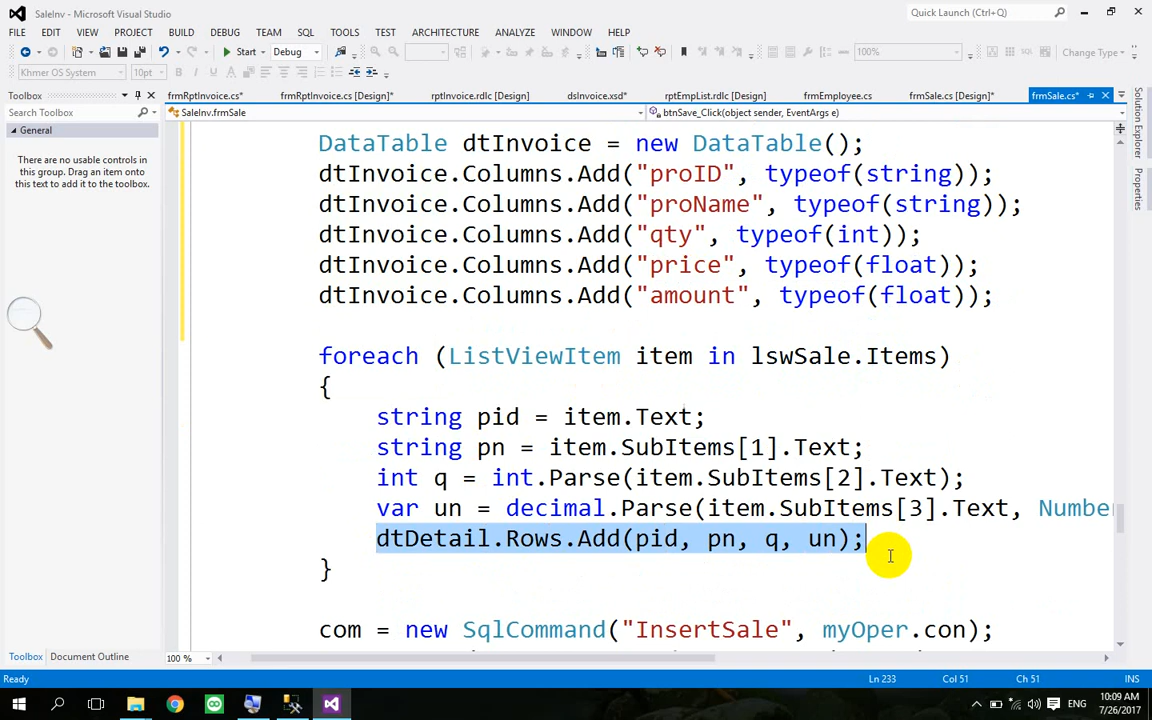 SaleInv - Microsoft Visual Studio
Quick Launch (Ctrl+Q)
FILE EDIT VIEW PROJECT BUILD DEBUG TEAM SQL TOOLS TEST ARCHITECTURE ANALYZE WINDOW HELP
Start Debug 100% Change Type
Khmer OS System 10pt
Toolbox
frmRptInvoice.cs* frmRptInvoice.cs [Design]* rptInvoice.rdlc [Design] dsInvoice.xsd* rptEmpList.rdlc [Design] frmEmployee.cs frmSale.cs [Design]* frmSale.cs*
Search Toolbox
SaleInv.frmSale
btnSave_Click(object sender, EventArgs e)
General
There are no usable controls in
this group. Drag an item onto
this text to add it to the toolbox.
Solution Explorer
Properties
DataTable dtInvoice = new DataTable();
dtInvoice.Columns.Add("proID", typeof(string));
dtInvoice.Columns.Add("proName", typeof(string));
dtInvoice.Columns.Add("qty", typeof(int));
dtInvoice.Columns.Add("price", typeof(float));
dtInvoice.Columns.Add("amount", typeof(float));
foreach (ListViewItem item in lswSale.Items)
{
string pid = item.Text;
string pn = item.SubItems[1].Text;
int q = int.Parse(item.SubItems[2].Text);
var un = decimal.Parse(item.SubItems[3].Text, Number
dtDetail.Rows.Add(pid, pn, q, un);
}
com = new SqlCommand("InsertSale", myOper.con);
Toolbox Document Outline
100 %
Ready
Ln 233 Col 51 Ch 51 INS
ENG
10:09 AM
7/26/2017